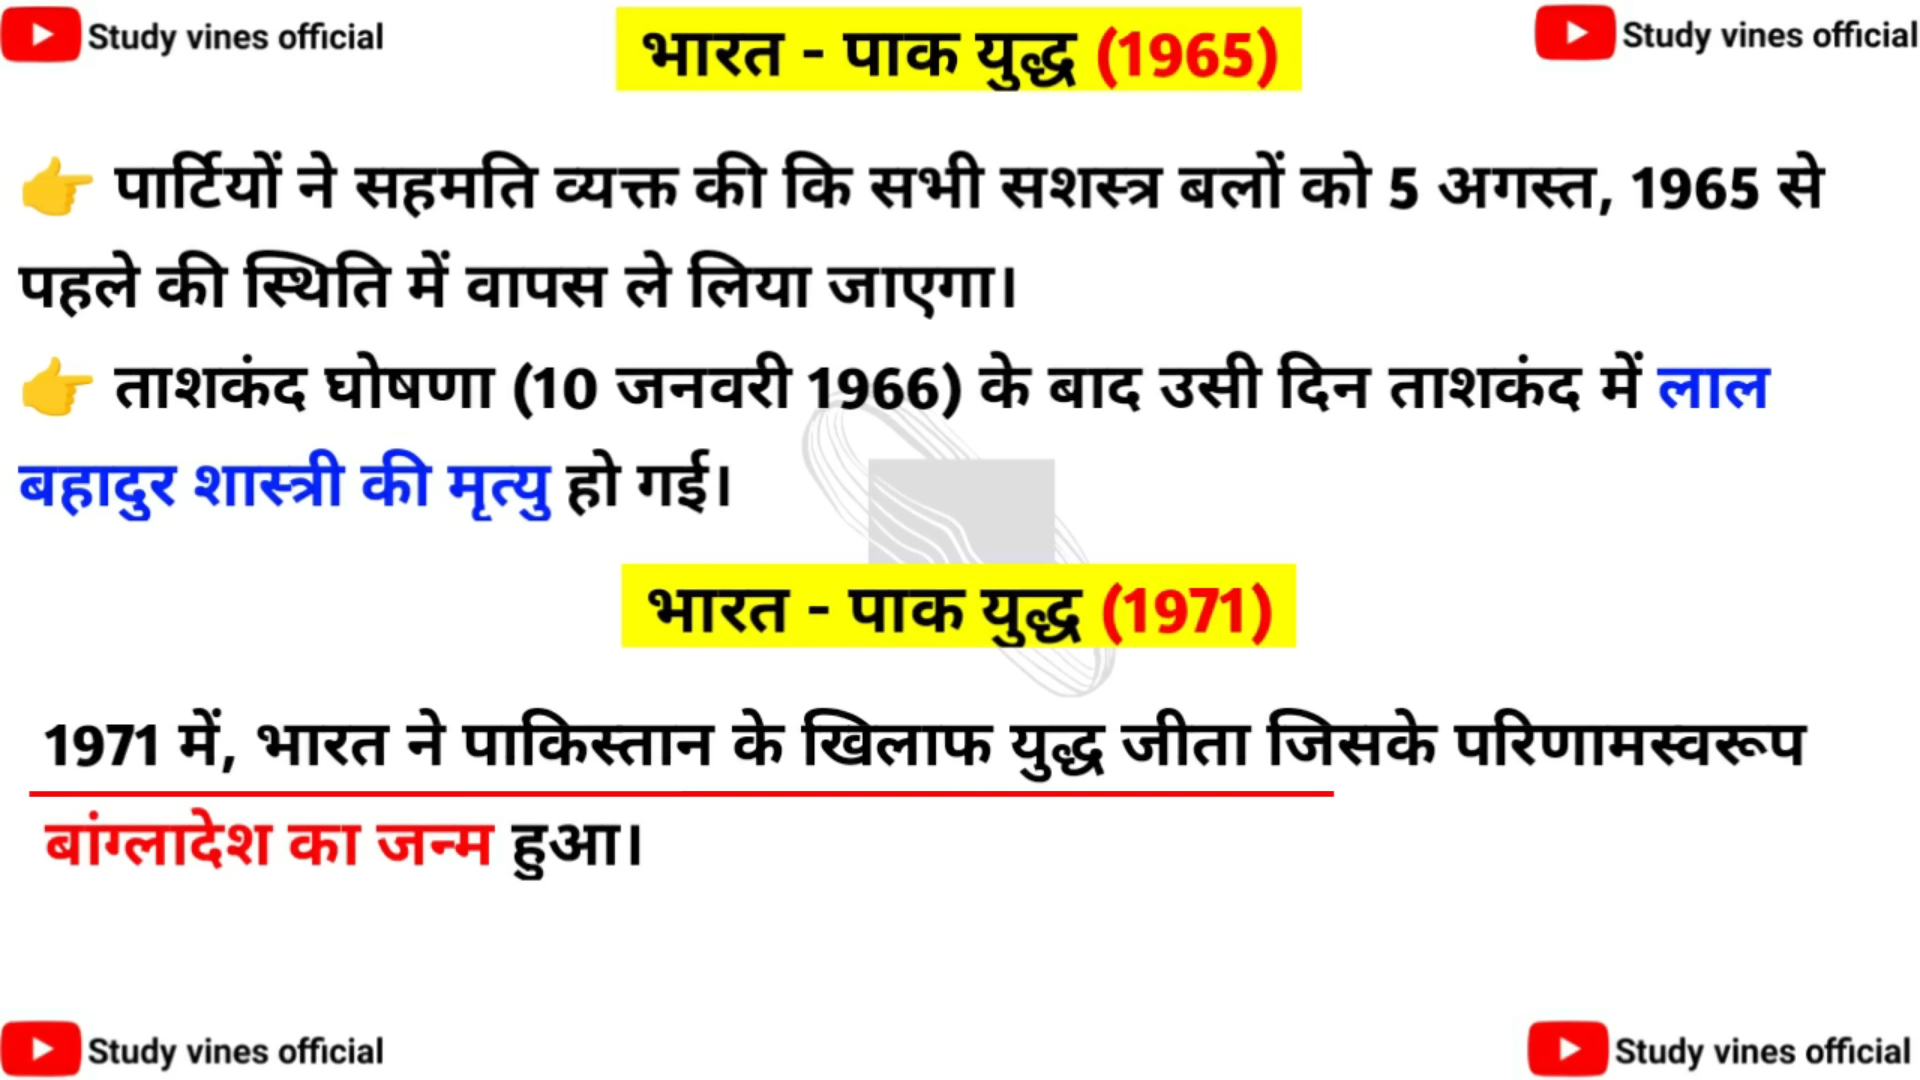 Study vines official
भारत - पाक युद्ध (1965)
Study vines official
👉 पार्टियों ने सहमति व्यक्त की कि सभी सशस्त्र बलों को 5 अगस्त, 1965 से
पहले की स्थिति में वापस ले लिया जाएगा।
👉 ताशकंद घोषणा (10 जनवरी 1966) के बाद उसी दिन ताशकंद में लाल
बहादुर शास्त्री की मृत्यु हो गई।
भारत - पाक युद्ध (1971)
1971 में, भारत ने पाकिस्तान के खिलाफ युद्ध जीता जिसके परिणामस्वरूप
बांग्लादेश का जन्म हुआ।
Study vines official
Study vines official